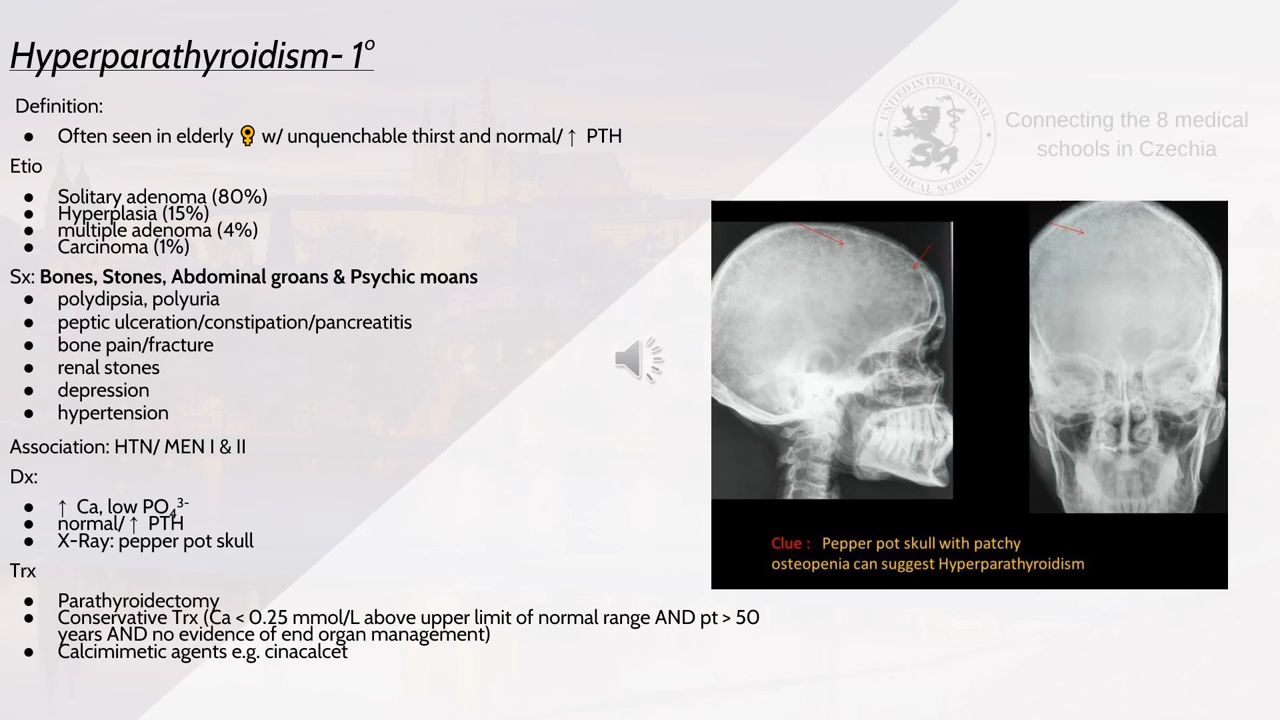 Hyperparathyroidism- 1º
Definition:
● Often seen in elderly ♀ w/ unquenchable thirst and normal/ ↑ PTH
Etio
● Solitary adenoma (80%)
● Hyperplasia (15%)
● multiple adenoma (4%)
● Carcinoma (1%)
Sx: Bones, Stones, Abdominal groans & Psychic moans
● polydipsia, polyuria
● peptic ulceration/constipation/pancreatitis
● bone pain/fracture
● renal stones
● depression
● hypertension
Association: HTN/ MEN I & II
Dx:
● ↑ Ca, low PO₄³⁻
● normal/ ↑ PTH
● X-Ray: pepper pot skull
Trx
● Parathyroidectomy
● Conservative Trx (Ca < 0.25 mmol/L above upper limit of normal range AND pt > 50
years AND no evidence of end organ management)
● Calcimimetic agents e.g. cinacalcet
UNITED INTERNATIONAL
MEDICAL SCHOOLS
Connecting the 8 medical
schools in Czechia
Clue : Pepper pot skull with patchy
osteopenia can suggest Hyperparathyroidism